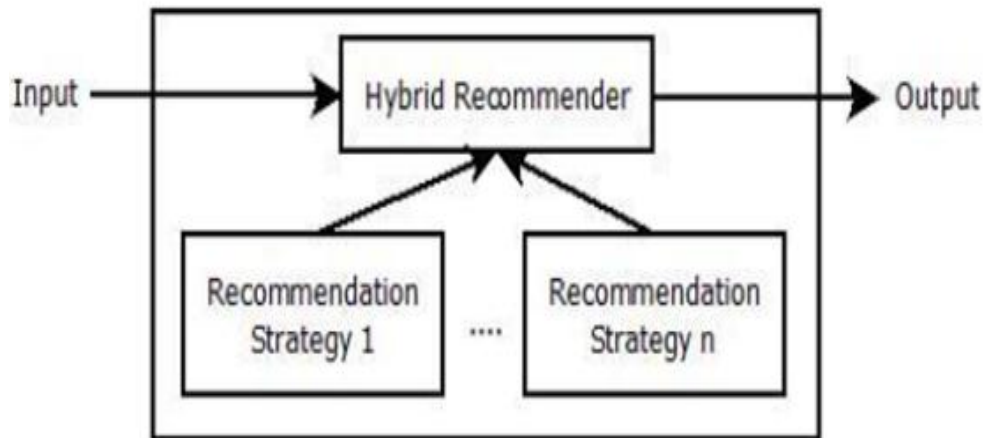 Input
Hybrid Recommender
Output
Recommendation
Strategy 1
....
Recommendation
Strategy n